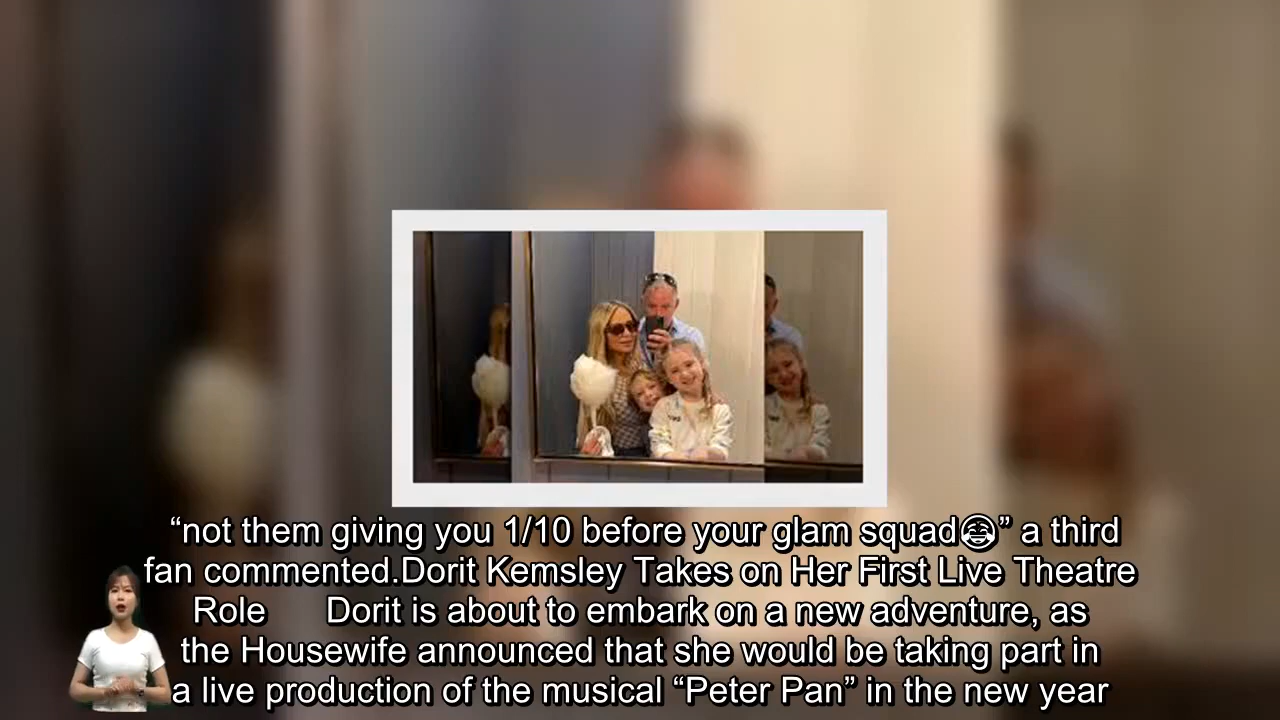 “not them giving you 1/10 before your glam squad😂” a third
fan commented.Dorit Kemsley Takes on Her First Live Theatre
Role Dorit is about to embark on a new adventure, as
the Housewife announced that she would be taking part in
a live production of the musical “Peter Pan” in the new year